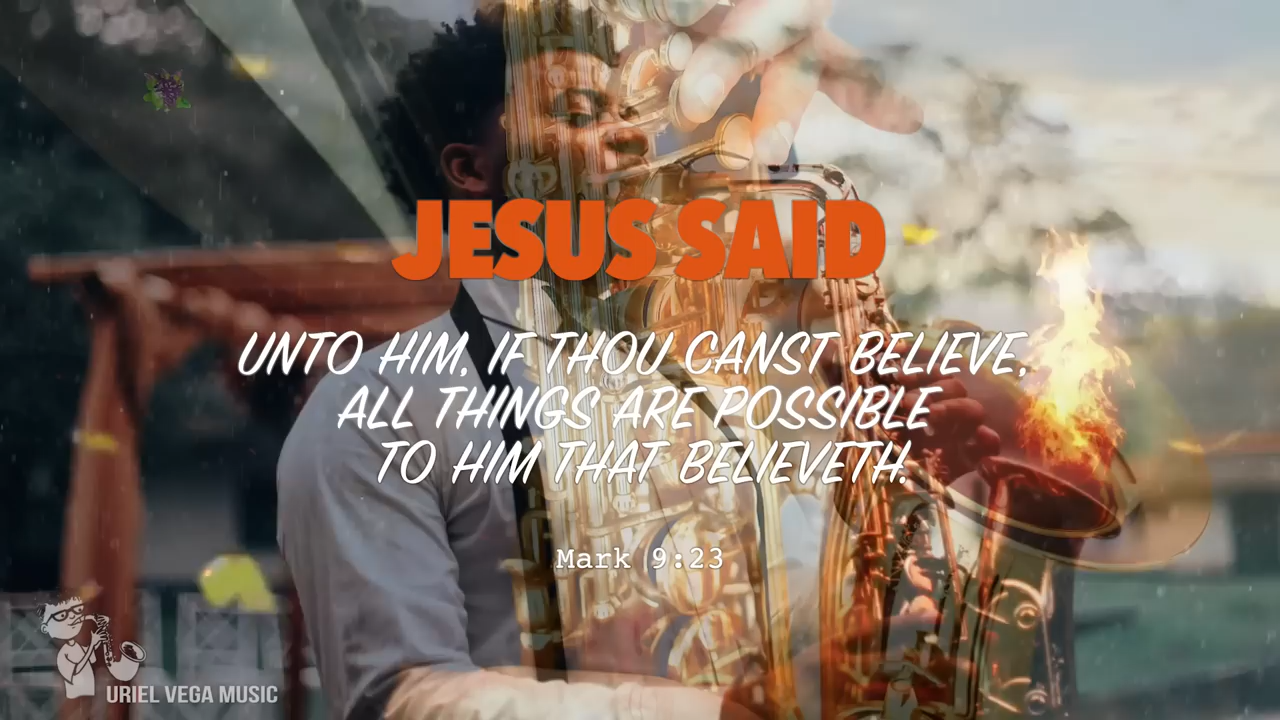 JESUS SAID
UNTO HIM, IF THOU CANST BELIEVE,
ALL THINGS ARE POSSIBLE
TO HIM THAT BELIEVETH.
Mark 9:23
URIEL VEGA MUSIC